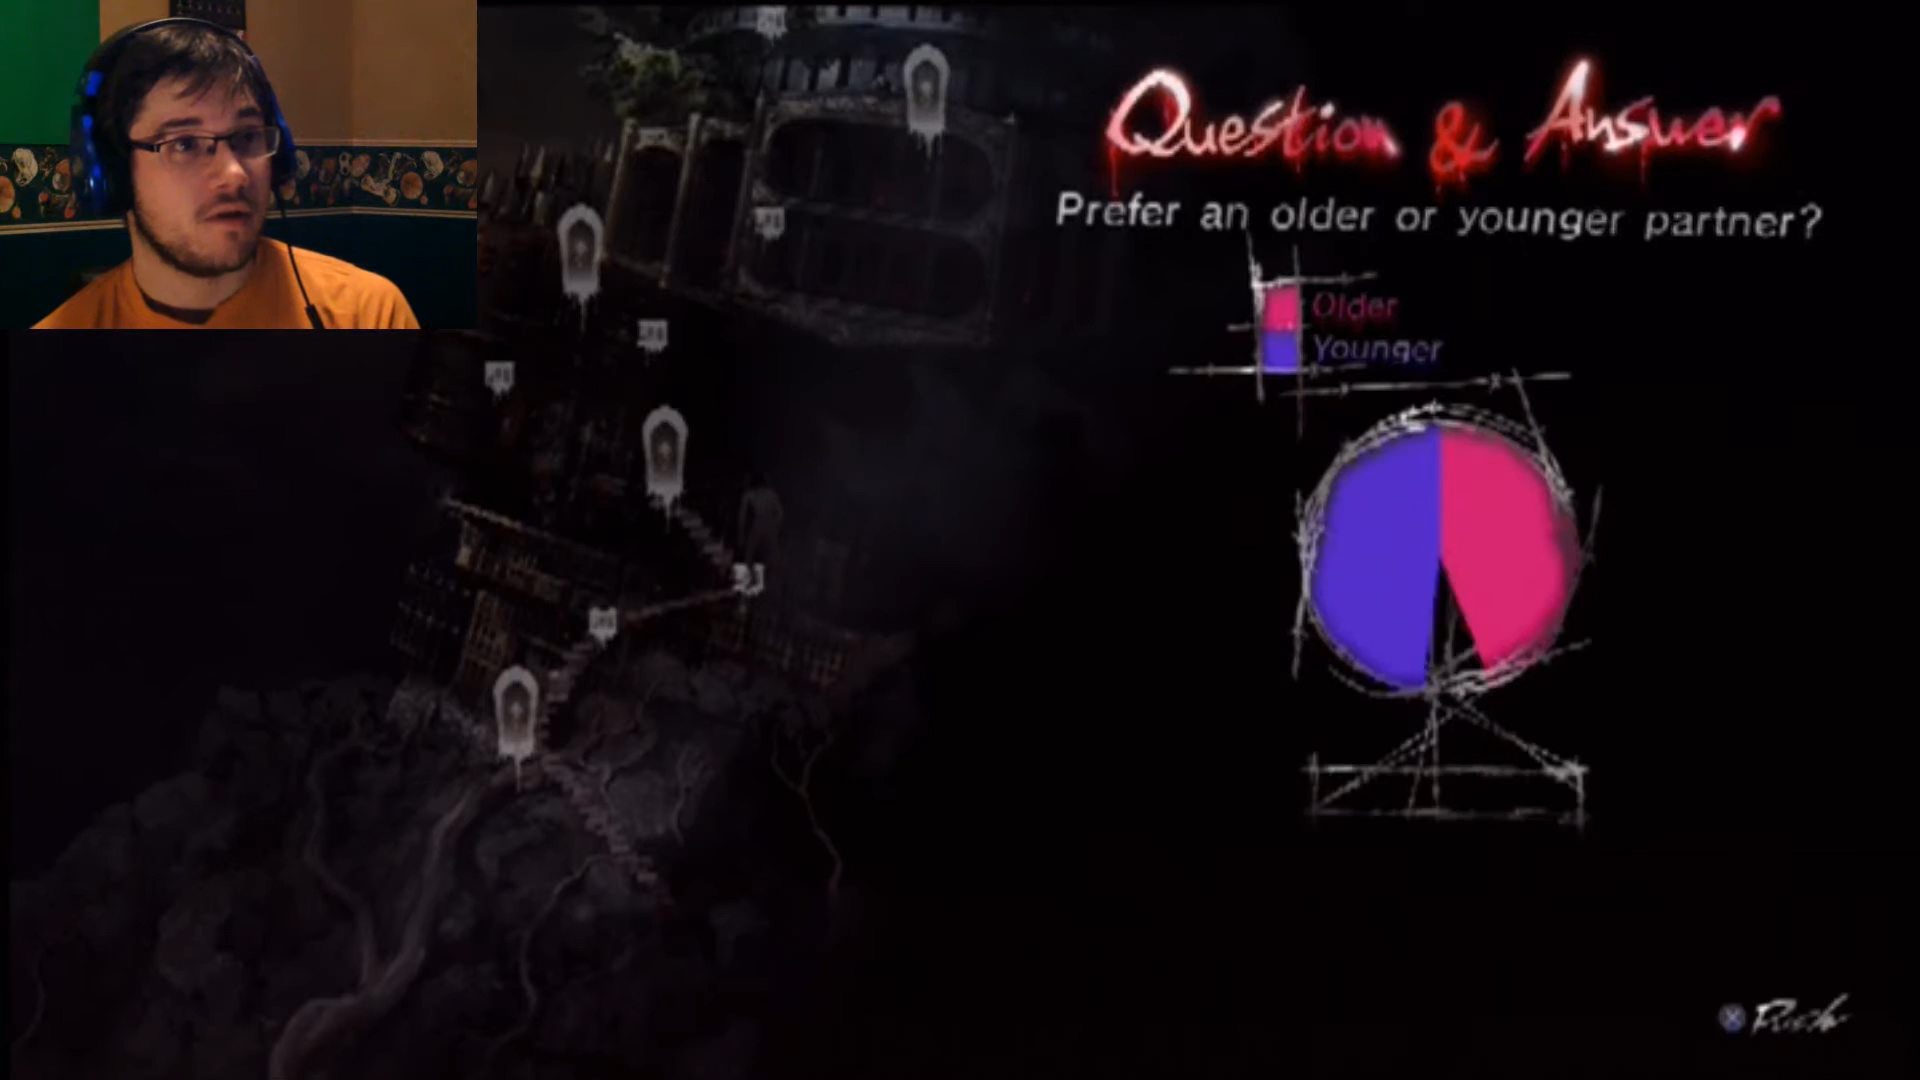 Question & Answer
Prefer an older or younger partner?
Older
Younger
Push